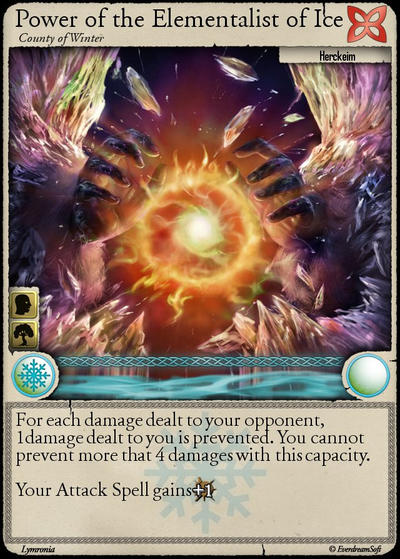 Power of the Elementalist of Ice
County of Winter
Herckeim
For each damage dealt to your opponent,
1damage dealt to you is prevented. You cannot
prevent more that 4 damages with this capacity.
Your Attack Spell gains +1
Lymronia
© EverdreamSoft